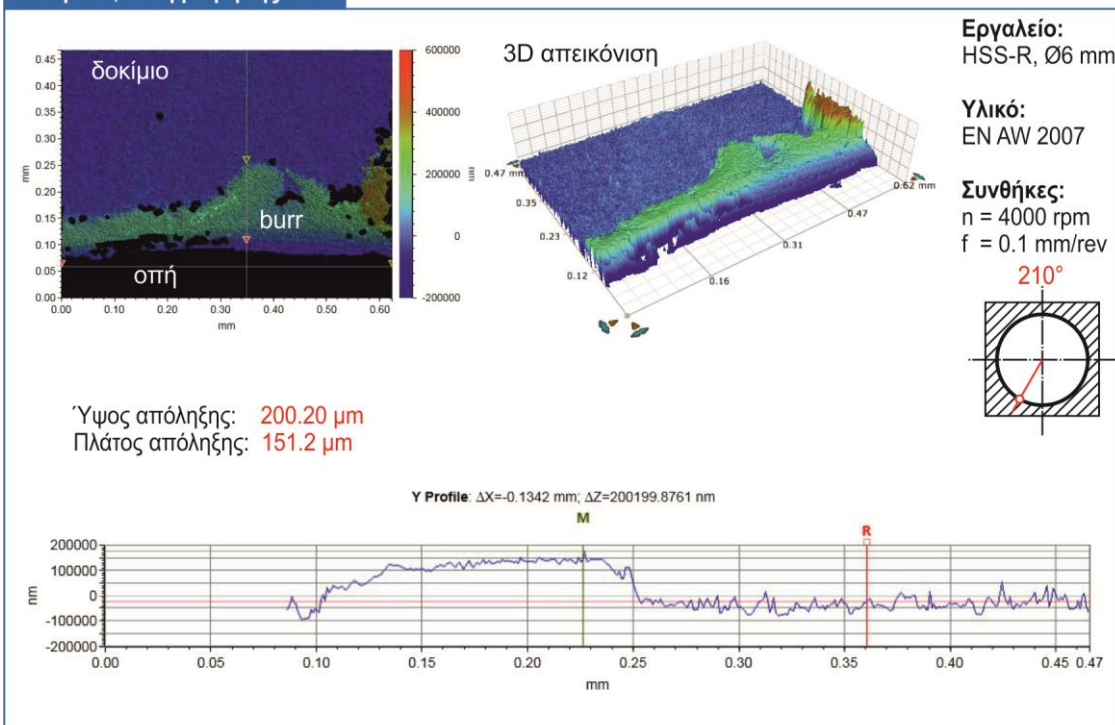 δοκίμιο
burr
οπή
0.45
0.40
0.35
0.30
0.25
0.20
0.15
0.10
0.05
0.00
mm
0.00 0.10 0.20 0.30 0.40 0.50 0.60
mm
600000
400000
200000
0
-200000
nm
3D απεικόνιση
0.47 mm
0.35
0.23
0.12
0.16
0.31
0.47
0.62 mm
Εργαλείο:
HSS-R, Ø6 mm
Υλικό:
EN AW 2007
Συνθήκες:
n = 4000 rpm
f = 0.1 mm/rev
210°
Ύψος απόληξης: 200.20 μm
Πλάτος απόληξης: 151.2 μm
Y Profile: ΔX=-0.1342 mm; ΔZ=200199.8761 nm
M
R
200000
100000
0
-100000
-200000
nm
0.00 0.05 0.10 0.15 0.20 0.25 0.30 0.35 0.40 0.45 0.47
mm